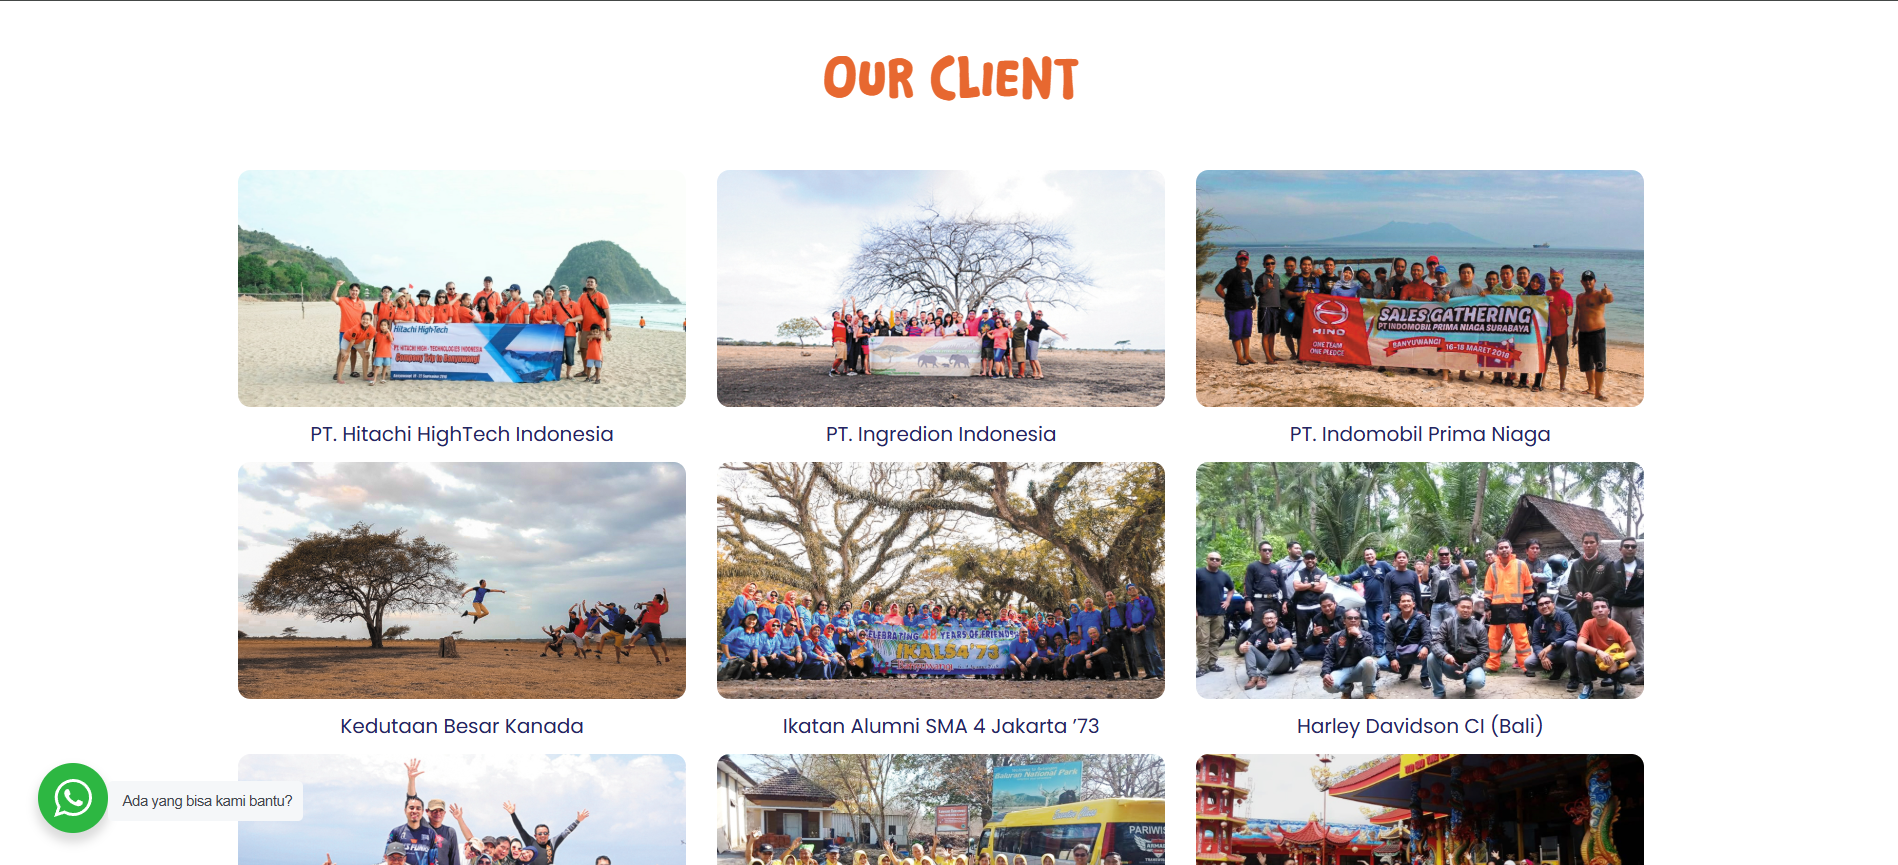 OUR CLIENT
Hitachi High-Tech
PT. HITACHI HIGH - TECHNOLOGIES INDONESIA
Company Trip to Banyuwangi
HINO
ONE TEAM
ONE PLEDGE
SALES GATHERING
PT INDOMOBIL PRIMA NIAGA SURABAYA
BANYUWANGI 16-18 MARET 2018
PT. Hitachi HighTech Indonesia
PT. Ingredion Indonesia
PT. Indomobil Prima Niaga
CELEBRATING 48 YEARS OF FRIENDS
IKALS4'73
Banyuwangi
Kedutaan Besar Kanada
Ikatan Alumni SMA 4 Jakarta ’73
Harley Davidson CI (Bali)
Baluran National Park
PARIWIS
Ada yang bisa kami bantu?